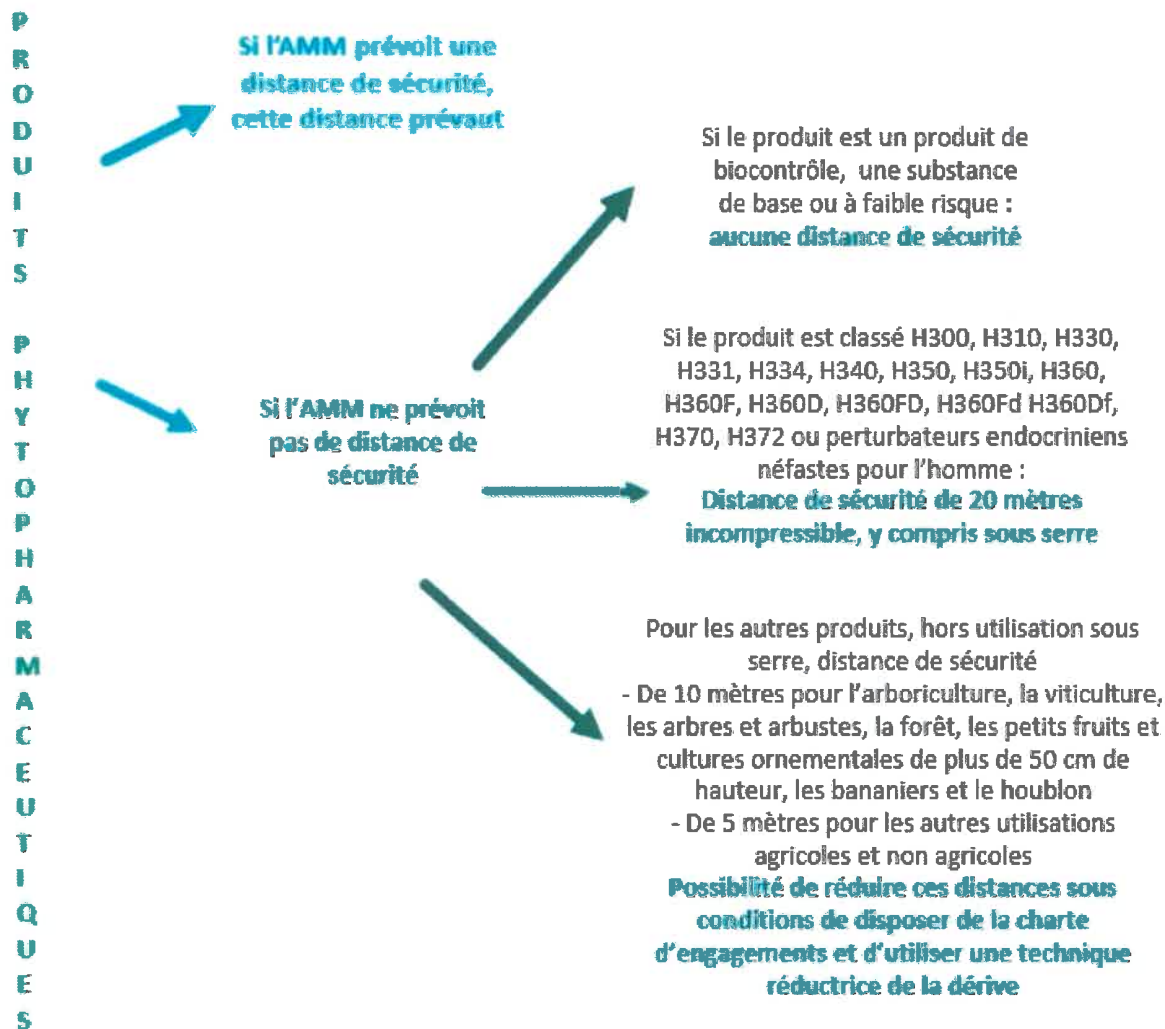 PRODUITS PHYTOPHARMACEUTIQUES
Si l'AMM prévoit une
distance de sécurité,
cette distance prévaut
Si l'AMM ne prévoit
pas de distance de
sécurité
Si le produit est un produit de
biocontrôle, une substance
de base ou à faible risque :
aucune distance de sécurité
Si le produit est classé H300, H310, H330,
H331, H334, H340, H350, H350i, H360,
H360F, H360D, H360FD, H360Fd H360Df,
H370, H372 ou perturbateurs endocriniens
néfastes pour l'homme :
Distance de sécurité de 20 mètres
incompressible, y compris sous serre
Pour les autres produits, hors utilisation sous
serre, distance de sécurité
- De 10 mètres pour l'arboriculture, la viticulture,
les arbres et arbustes, la forêt, les petits fruits et
cultures ornementales de plus de 50 cm de
hauteur, les bananiers et le houblon
- De 5 mètres pour les autres utilisations
agricoles et non agricoles
Possibilité de réduire ces distances sous
conditions de disposer de la charte
d'engagements et d'utiliser une technique
réductrice de la dérive